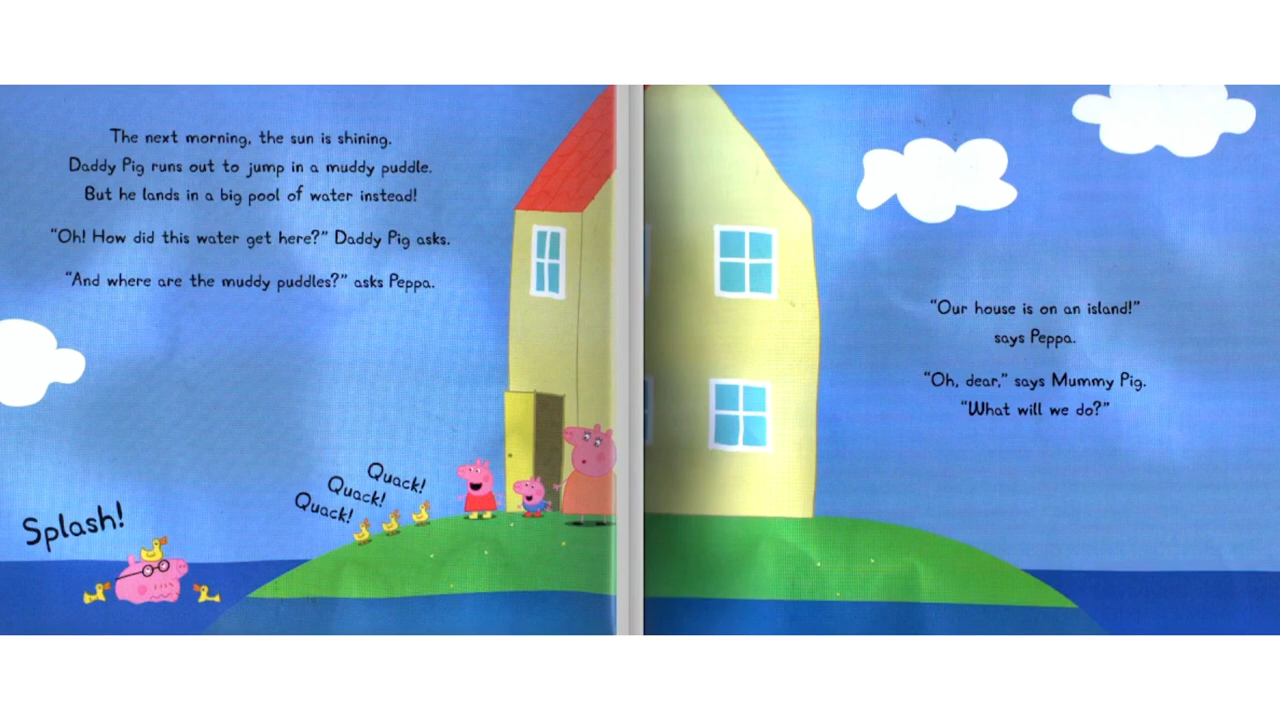 The next morning, the sun is shining.
Daddy Pig runs out to jump in a muddy puddle.
But he lands in a big pool of water instead!
“Oh! How did this water get here?” Daddy Pig asks.
“And where are the muddy puddles?” asks Peppa.
Quack!
Quack!
Quack!
Splash!
“Our house is on an island!”
says Peppa.
“Oh, dear,” says Mummy Pig.
“What will we do?”